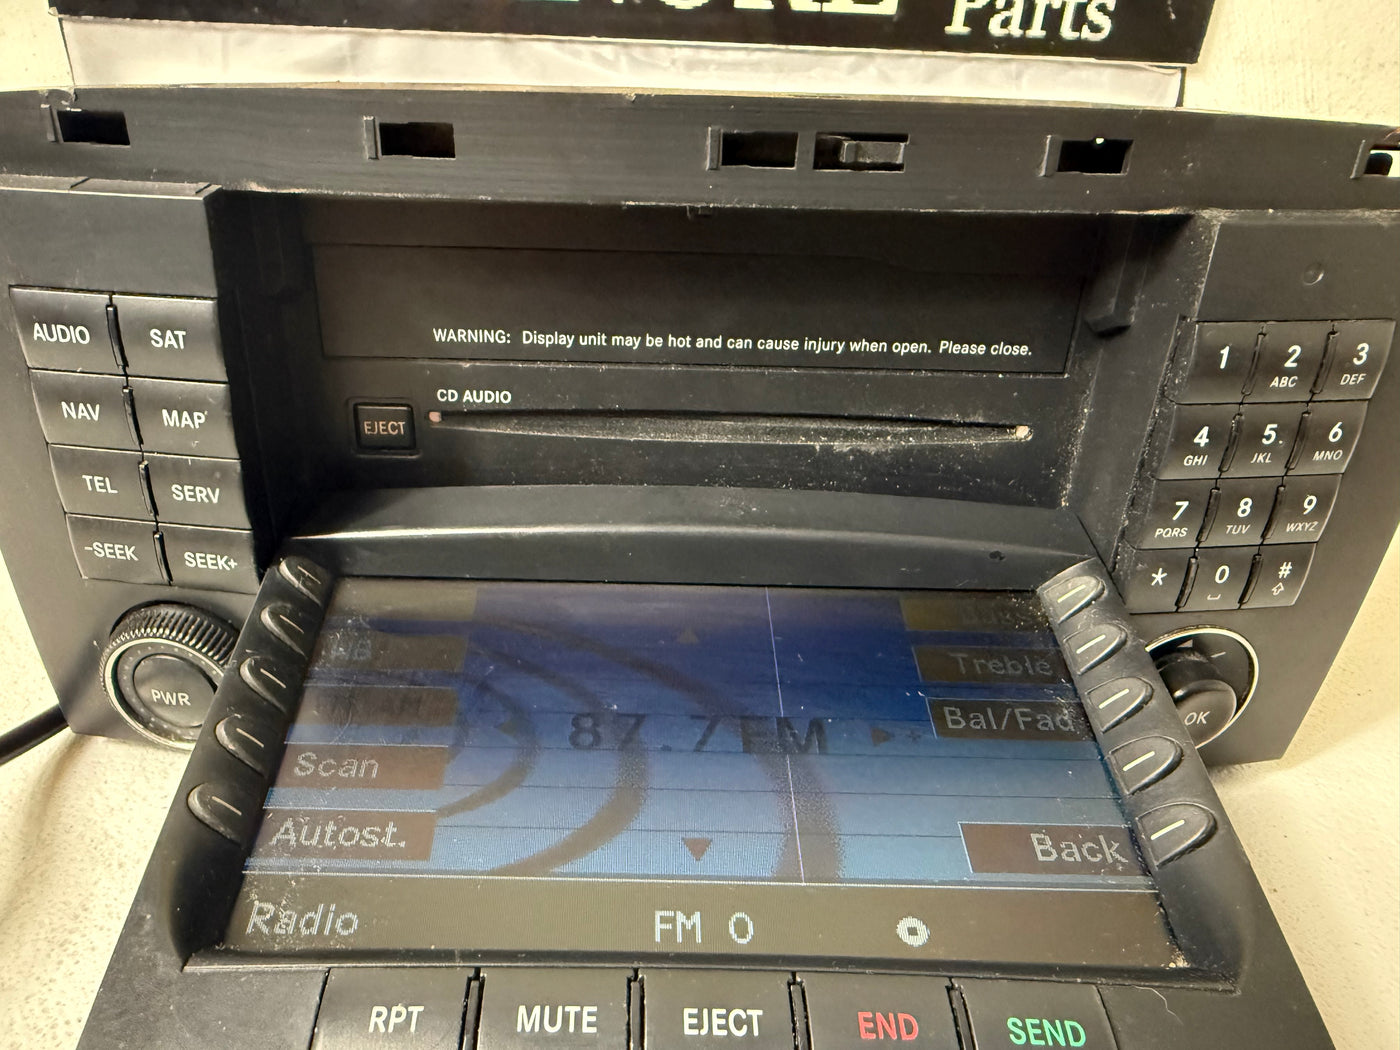 Parts
AUDIO
SAT
NAV
MAP
TEL
SERV
-SEEK
SEEK+
PWR
WARNING: Display unit may be hot and can cause injury when open. Please close.
CD AUDIO
EJECT
1
2
ABC
3
DEF
4
GHI
5
JKL
6
MNO
7
PQRS
8
TUV
9
WXYZ
*
0
#
OK
WB
Treble
Bal/Fad
87.7 FM
Scan
Autost.
Back
Radio
FM 0
RPT
MUTE
EJECT
END
SEND